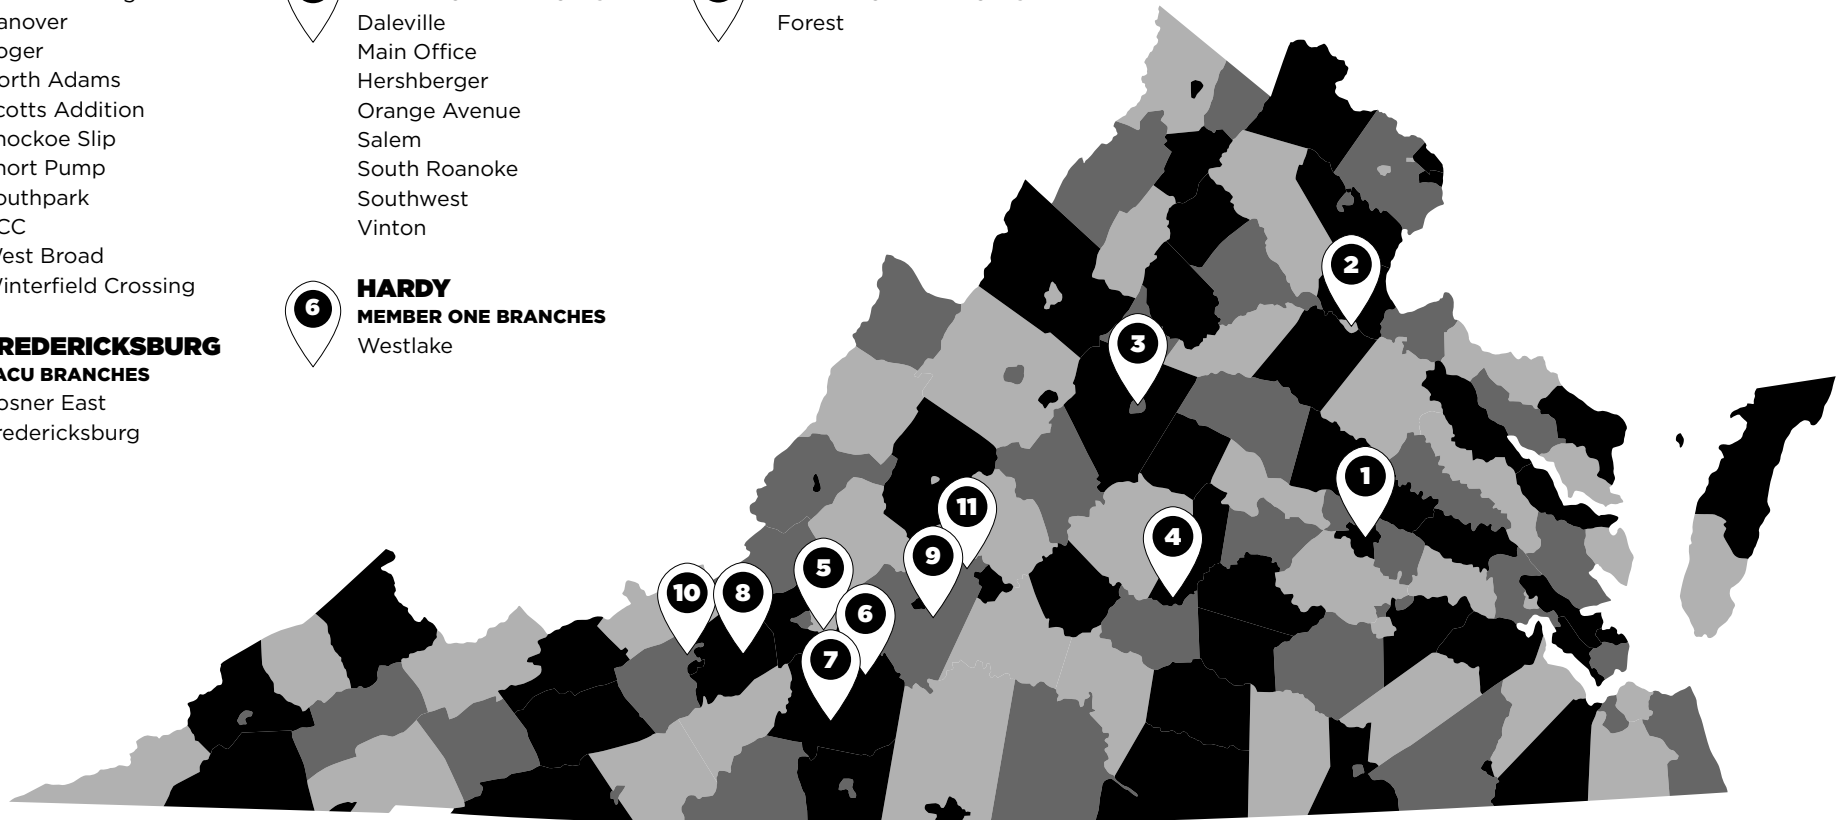 anover
oger
orth Adams
cotts Addition
hockoe Slip
hort Pump
outhpark
CC
est Broad
interfield Crossing
REDERICKSBURG
ACU BRANCHES
osner East
redericksburg
Daleville
Main Office
Hershberger
Orange Avenue
Salem
South Roanoke
Southwest
Vinton
6
HARDY
MEMBER ONE BRANCHES
Westlake
Forest
2
3
1
11
4
9
5
10
8
6
7